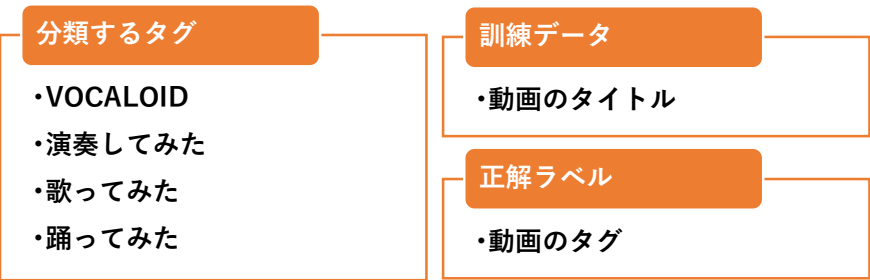 分類するタグ
・VOCALOID
・演奏してみた
・歌ってみた
・踊ってみた
訓練データ
・動画のタイトル
正解ラベル
・動画のタグ